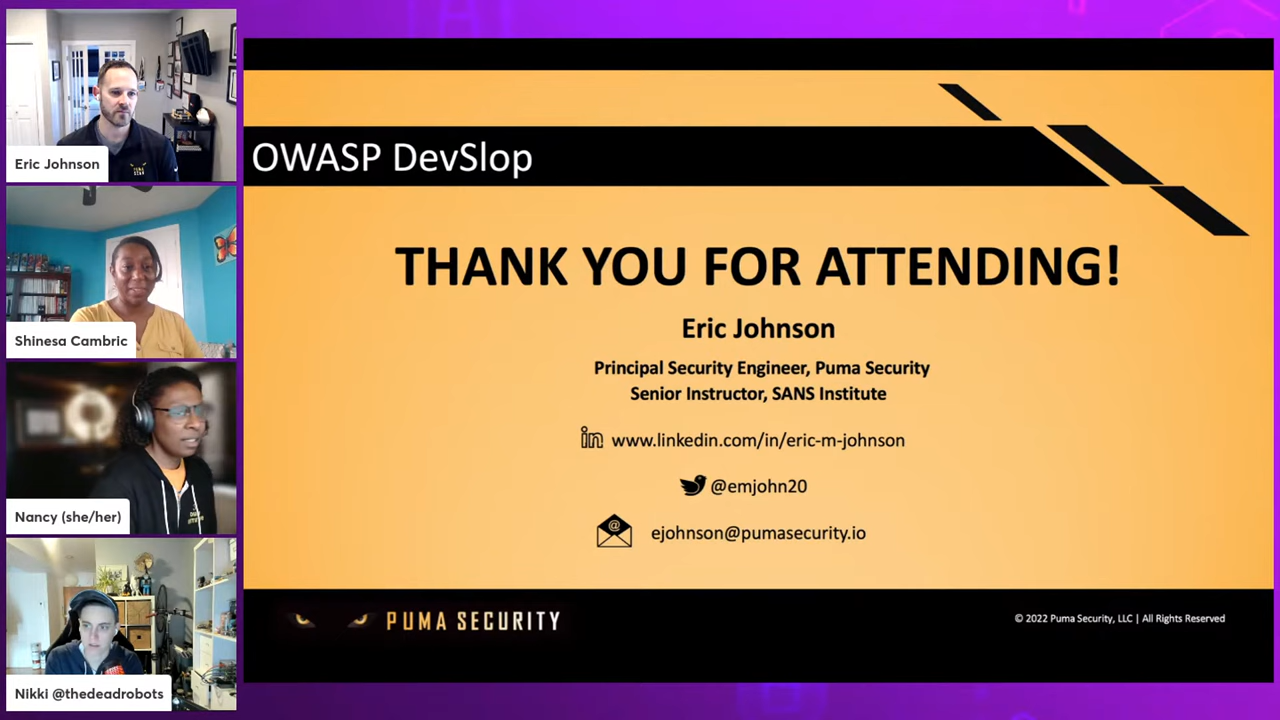 Eric Johnson
Shinesa Cambric
Nancy (she/her)
Nikki @thedeadrobots
OWASP DevSlop
THANK YOU FOR ATTENDING!
Eric Johnson
Principal Security Engineer, Puma Security
Senior Instructor, SANS Institute
in www.linkedin.com/in/eric-m-johnson
@emjohn20
@ ejohnson@pumasecurity.io
PUMA SECURITY
© 2022 Puma Security, LLC | All Rights Reserved